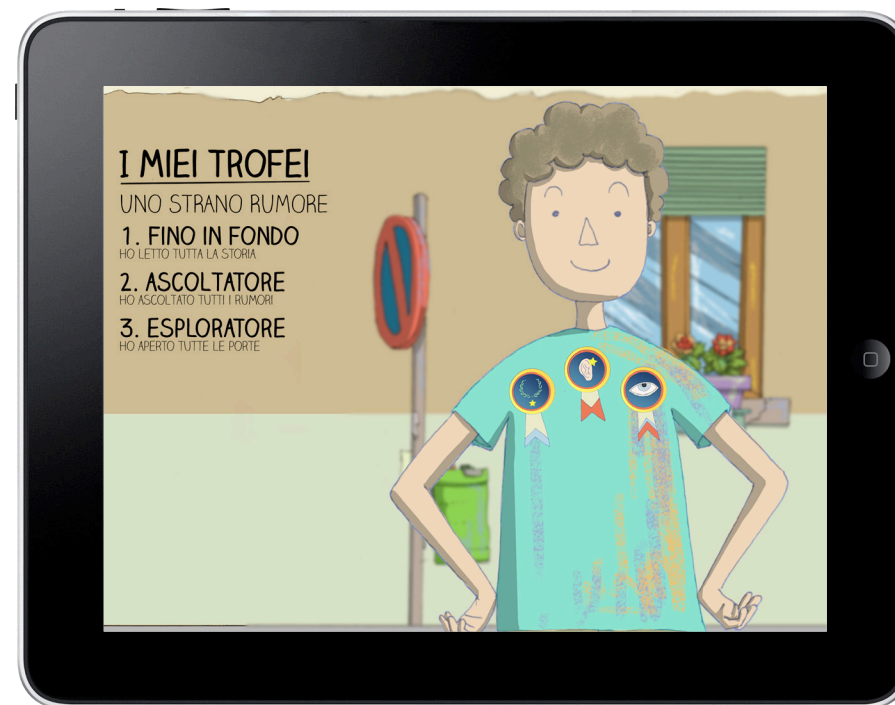 I MIEI TROFEI
UNO STRANO RUMORE
1. FINO IN FONDO
HO LETTO TUTTA LA STORIA
2. ASCOLTATORE
HO ASCOLTATO TUTTI I RUMORI
3. ESPLORATORE
HO APERTO TUTTE LE PORTE